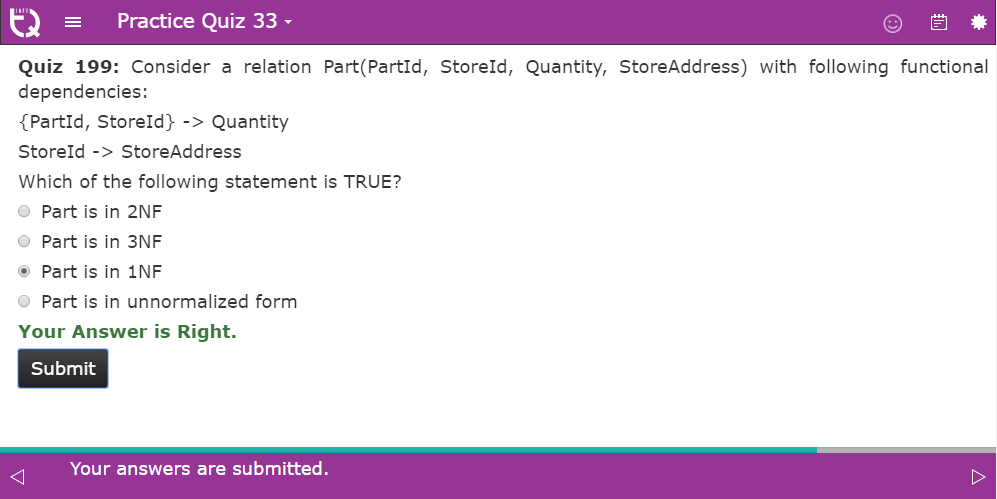 Practice Quiz 33
Quiz 199: Consider a relation Part(PartId, StoreId, Quantity, StoreAddress) with following functional
dependencies:
{PartId, StoreId} -> Quantity
StoreId -> StoreAddress
Which of the following statement is TRUE?
Part is in 2NF
Part is in 3NF
Part is in 1NF
Part is in unnormalized form
Your Answer is Right.
Submit
Your answers are submitted.